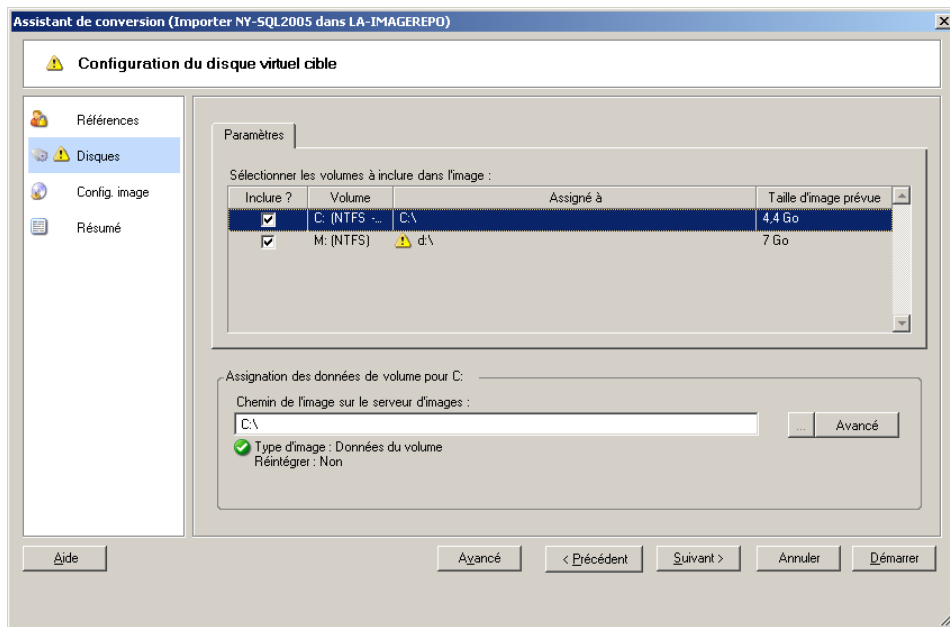 Assistant de conversion (Importer NY-SQL2005 dans LA-IMAGEREPO)
Configuration du disque virtuel cible
Références
Disques
Config. image
Résumé
Paramètres
Sélectionner les volumes à inclure dans l'image :
Inclure ? Volume Assigné à Taille d'image prévue
C: (NTFS -... C:\ 4,4 Go
M: (NTFS) d:\ 7 Go
Assignation des données de volume pour C:
Chemin de l'image sur le serveur d'images :
C:\ ... Avancé
Type d'image : Données du volume
Réintégrer : Non
Aide Avancé < Précédent Suivant > Annuler Démarrer